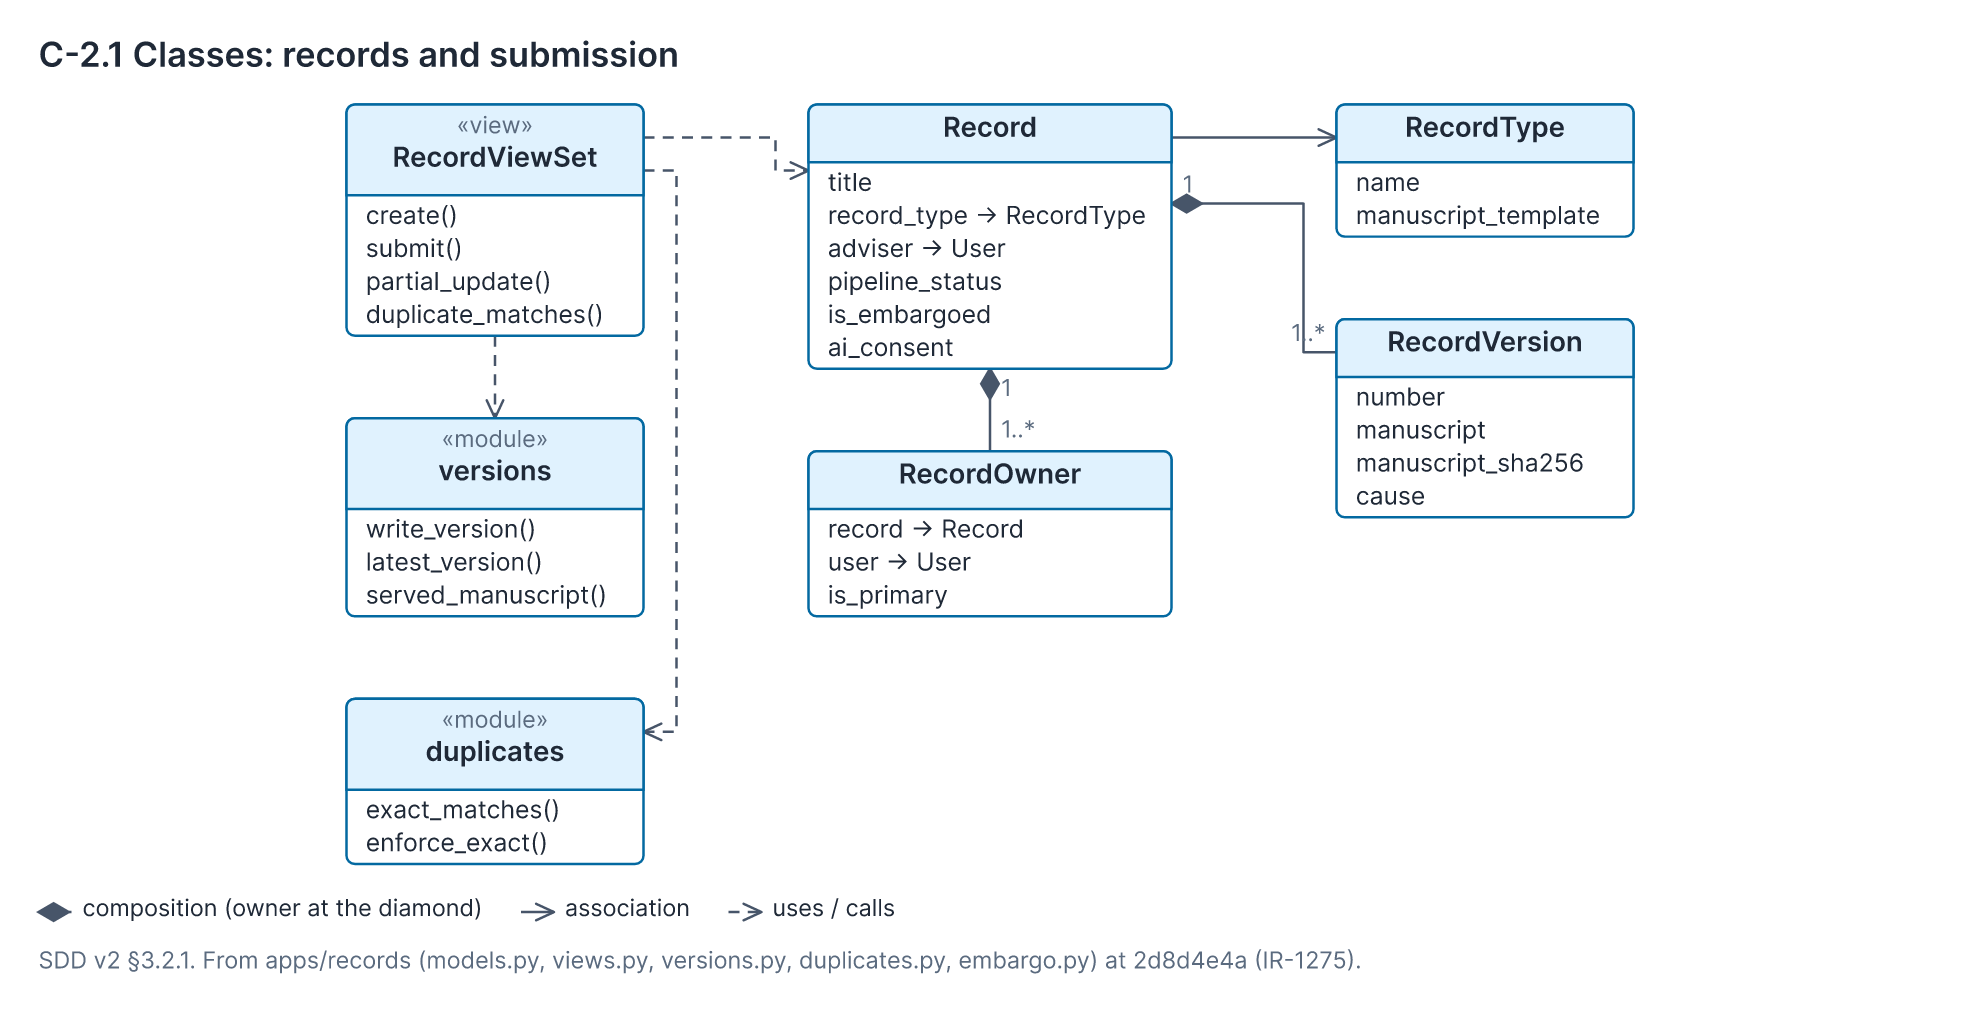 C-2.1 Classes: records and submission
«view»
RecordViewSet
create()
submit()
partial_update()
duplicate_matches()
«module»
versions
write_version()
latest_version()
served_manuscript()
«module»
duplicates
exact_matches()
enforce_exact()
Record
title
record_type → RecordType
adviser → User
pipeline_status
is_embargoed
ai_consent
1
1..*
RecordOwner
record → Record
user → User
is_primary
RecordType
name
manuscript_template
1
1..*
RecordVersion
number
manuscript
manuscript_sha256
cause
composition (owner at the diamond)
association
uses / calls
SDD v2 §3.2.1. From apps/records (models.py, views.py, versions.py, duplicates.py, embargo.py) at 2d8d4e4a (IR-1275).